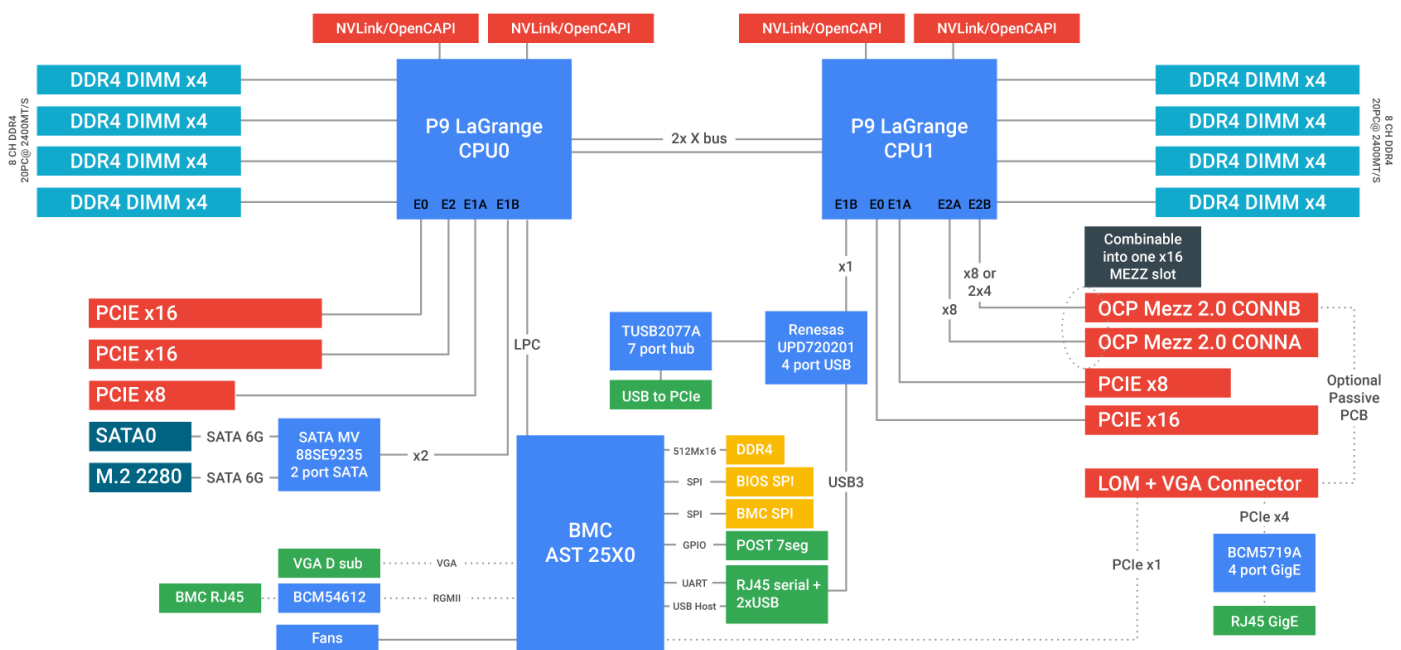 NVLink/OpenCAPI
NVLink/OpenCAPI
NVLink/OpenCAPI
NVLink/OpenCAPI
8 CH DDR4
20PC@ 2400MT/S
DDR4 DIMM x4
DDR4 DIMM x4
DDR4 DIMM x4
DDR4 DIMM x4
P9 LaGrange
CPU0
E0 E2 E1A E1B
2x X bus
P9 LaGrange
CPU1
E1B E0 E1A E2A E2B
DDR4 DIMM x4
DDR4 DIMM x4
DDR4 DIMM x4
DDR4 DIMM x4
8 CH DDR4
20PC@ 2400MT/S
PCIE x16
PCIE x16
PCIE x8
LPC
SATA0
SATA 6G
M.2 2280
SATA 6G
SATA MV
88SE9235
2 port SATA
x2
x1
x8
x8 or
2x4
Combinable
into one x16
MEZZ slot
TUSB2077A
7 port hub
USB to PCIe
Renesas
UPD720201
4 port USB
OCP Mezz 2.0 CONNB
OCP Mezz 2.0 CONNA
PCIE x8
PCIE x16
Optional
Passive
PCB
BMC
AST 25X0
512Mx16
DDR4
SPI
BIOS SPI
SPI
BMC SPI
GPIO
POST 7seg
UART
USB Host
RJ45 serial +
2xUSB
USB3
VGA D sub
VGA
BMC RJ45
BCM54612
RGMII
Fans
LOM + VGA Connector
PCIe x4
PCIe x1
BCM5719A
4 port GigE
RJ45 GigE